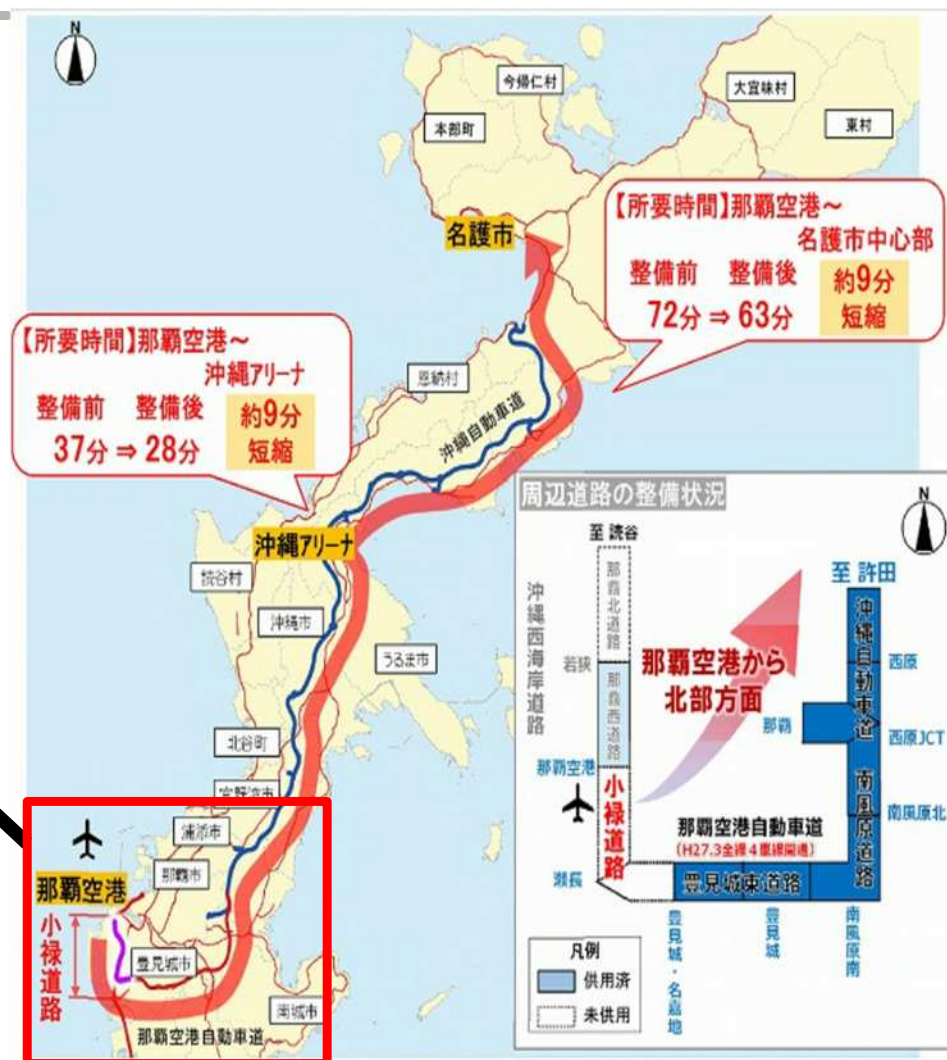 N
今帰仁村
大宜味村
本部町
東村
【所要時間】那覇空港～
名護市中心部
整備前 整備後
約9分
72分⇒63分
短縮
名護市
【所要時間】那覇空港～
沖縄アリーナ
整備前 整備後
約9分
37分⇒28分
短縮
恩納村
沖縄自動車道
沖縄アリーナ
読谷村
沖縄市
うるま市
北谷町
宜野湾市
浦添市
那覇市
那覇空港
小禄道路
豊見城市
南城市
那覇空港自動車道
周辺道路の整備状況
N
至 読谷
那覇北道路
沖縄西海岸道路
若狭
那覇西道路
那覇空港
小禄道路
瀬長
那覇空港から
北部方面
至 許田
沖縄自動車道
西原
那覇
西原JCT
南風原北
南風原道路
那覇空港自動車道
（H27.3全線4車線開通）
豊見城東道路
豊見城・名嘉地
豊見城
南風原南
凡例
供用済
未供用